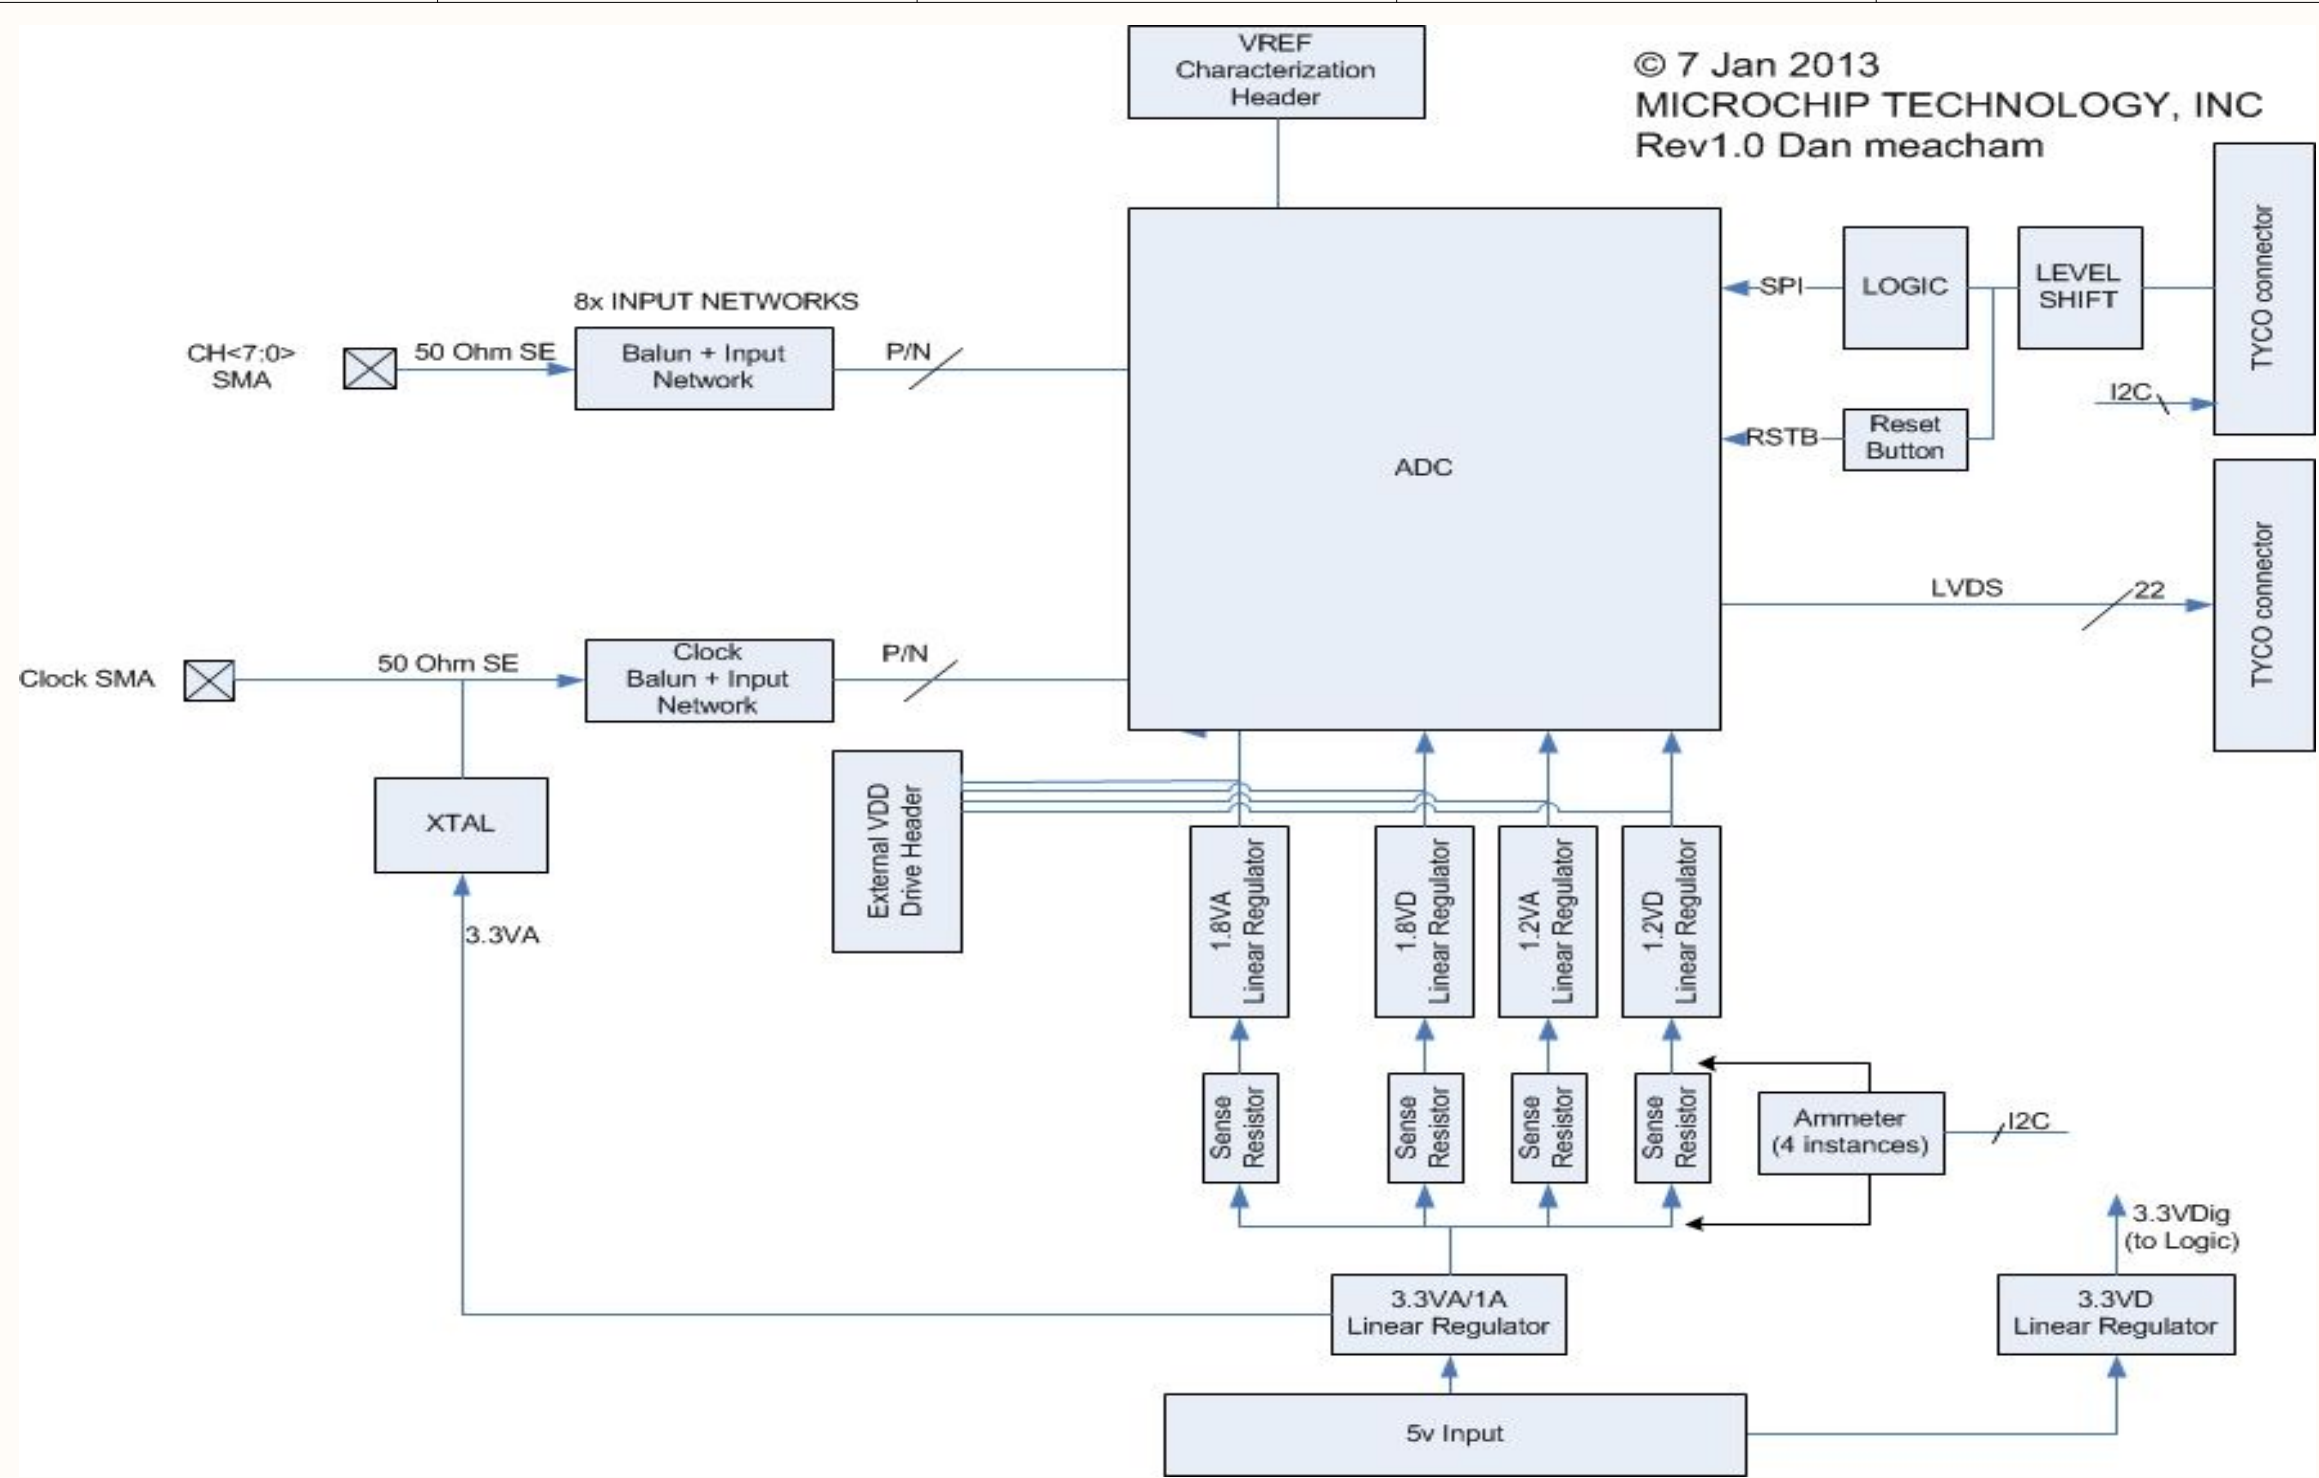 VREF
Characterization
Header
© 7 Jan 2013
MICROCHIP TECHNOLOGY, INC
Rev1.0 Dan meacham
TYCO connector
LOGIC
LEVEL
SHIFT
SPI
I2C
RSTB
Reset
Button
8x INPUT NETWORKS
CH<7:0>
SMA
50 Ohm SE
Balun + Input
Network
P/N
ADC
LVDS
22
TYCO connector
Clock SMA
50 Ohm SE
Clock
Balun + Input
Network
P/N
XTAL
3.3VA
External VDD
Drive Header
1.8VA
Linear Regulator
1.8VD
Linear Regulator
1.2VA
Linear Regulator
1.2VD
Linear Regulator
Sense
Resistor
Sense
Resistor
Sense
Resistor
Sense
Resistor
Ammeter
(4 instances)
I2C
3.3VDig
(to Logic)
3.3VA/1A
Linear Regulator
3.3VD
Linear Regulator
5v Input